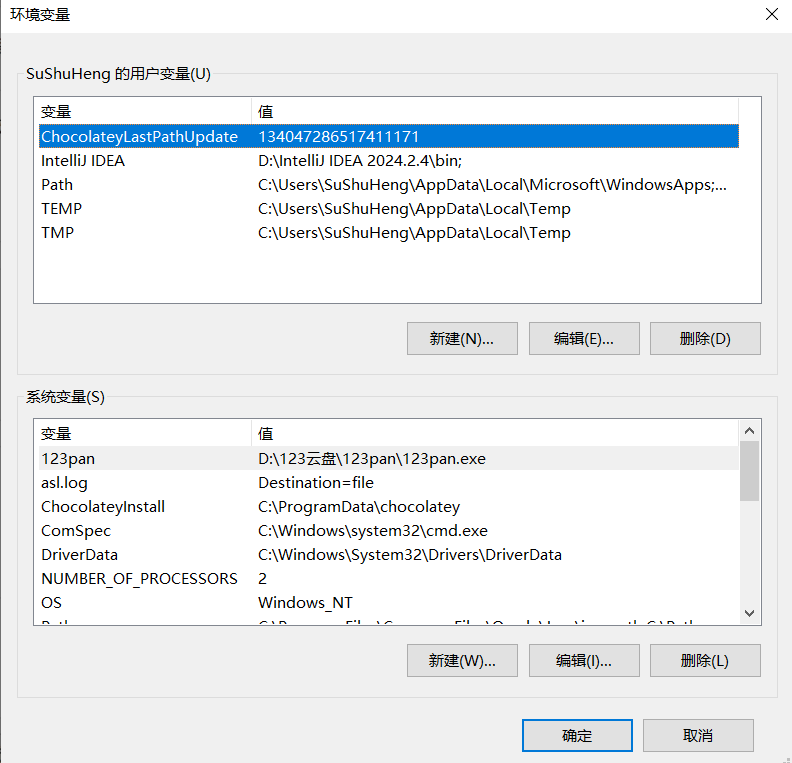 环境变量
SuShuHeng 的用户变量(U)
变量 值
ChocolateyLastPathUpdate 134047286517411171
IntelliJ IDEA D:\IntelliJ IDEA 2024.2.4\bin;
Path C:\Users\SuShuHeng\AppData\Local\Microsoft\WindowsApps;...
TEMP C:\Users\SuShuHeng\AppData\Local\Temp
TMP C:\Users\SuShuHeng\AppData\Local\Temp
新建(N)... 编辑(E)... 删除(D)
系统变量(S)
变量 值
123pan D:\123云盘\123pan\123pan.exe
asl.log Destination=file
ChocolateyInstall C:\ProgramData\chocolatey
ComSpec C:\Windows\system32\cmd.exe
DriverData C:\Windows\System32\Drivers\DriverData
NUMBER_OF_PROCESSORS 2
OS Windows_NT
新建(W)... 编辑(I)... 删除(L)
确定 取消